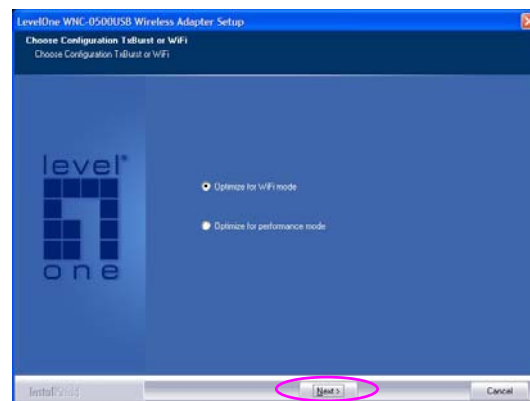 LevelOne WNC-0500USB Wireless Adapter Setup
Choose Configuration TxBurst or WiFi
Choose Configuration TxBurst or WiFi
level
one
Optimize for WiFi mode
Optimize for performance mode
InstallShield
Next >
Cancel